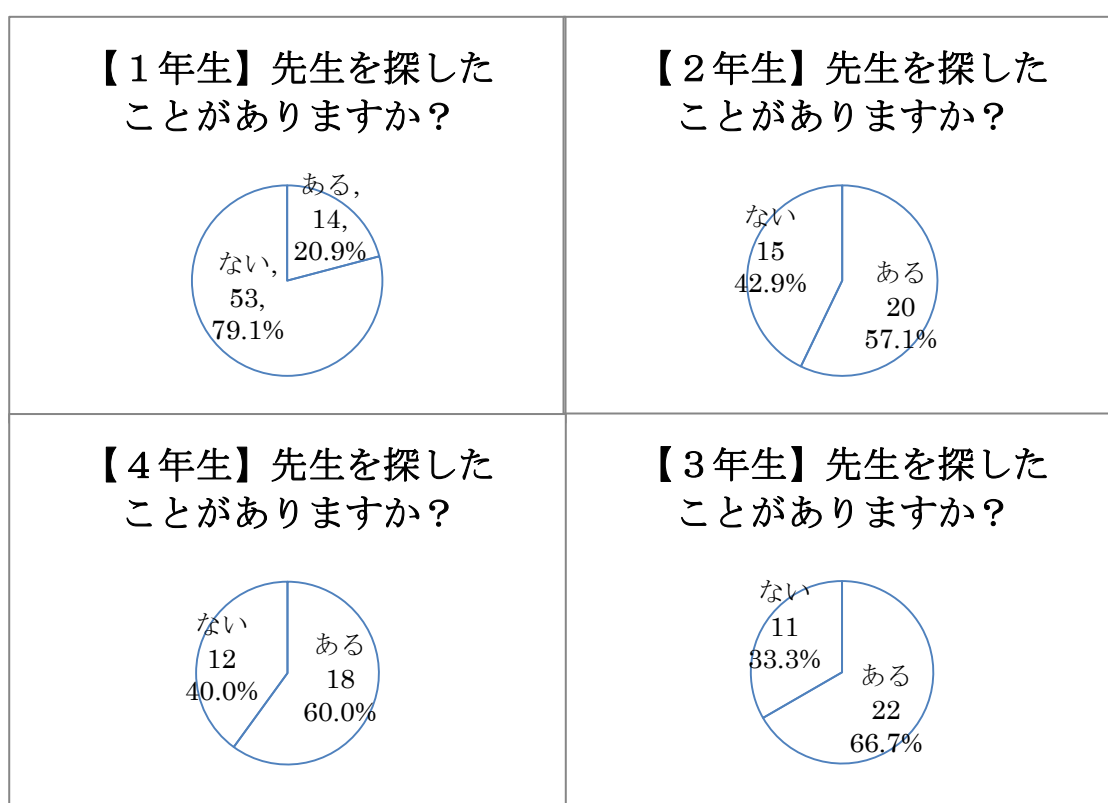 【１年生】先生を探した
ことがありますか？
ある,
14,
20.9%
ない,
53,
79.1%
【２年生】先生を探した
ことがありますか？
ない
15
42.9%
ある
20
57.1%
【４年生】先生を探した
ことがありますか？
ない
12
40.0%
ある
18
60.0%
【３年生】先生を探した
ことがありますか？
ない
11
33.3%
ある
22
66.7%